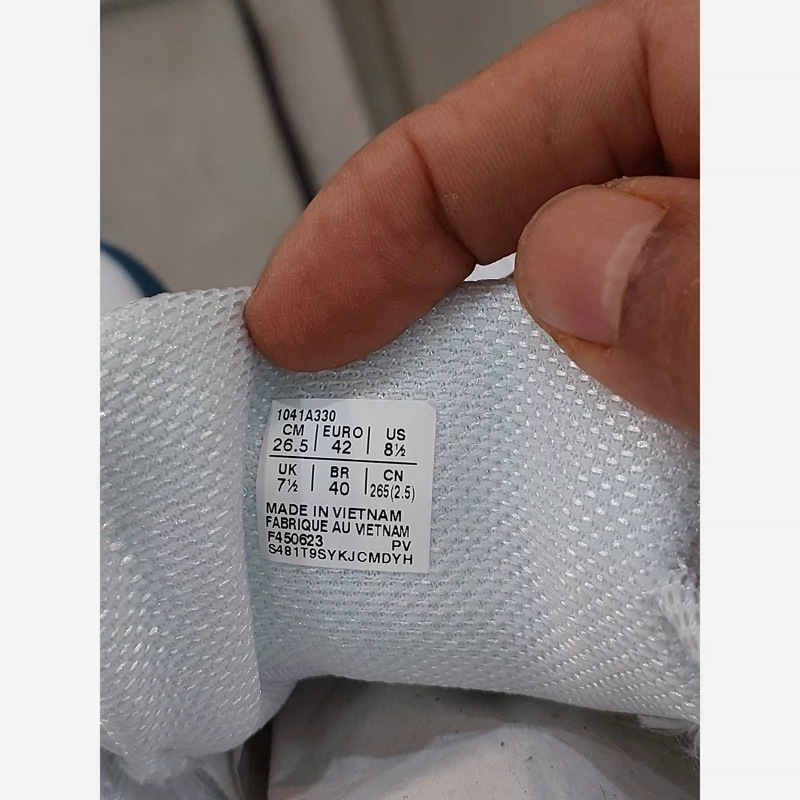 1041A330
CM EURO US
26.5 42 8½
UK BR CN
7½ 40 265(2.5)
MADE IN VIETNAM
FABRIQUE AU VIETNAM
F450623 PV
S481T9SYKJCMDYH